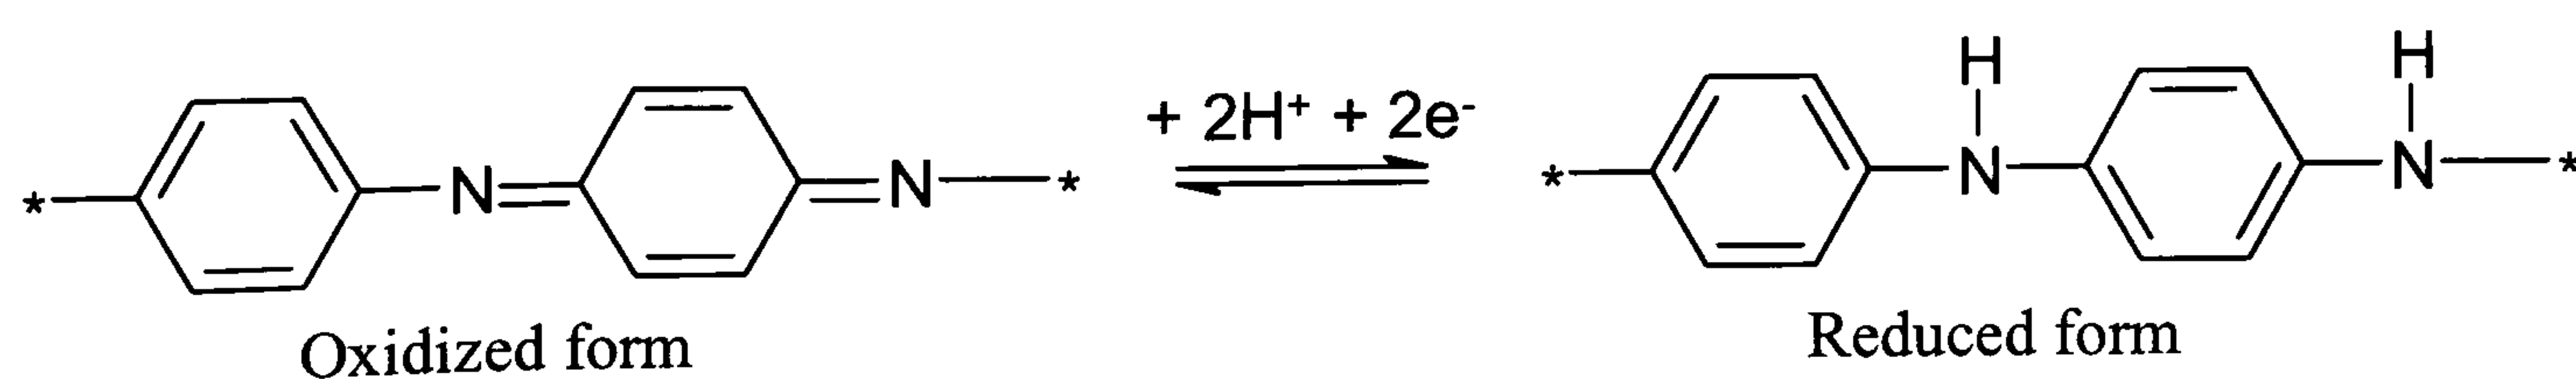 H
H
+ 2H⁺ + 2e⁻
* N N * * N N *
Oxidized form
Reduced form